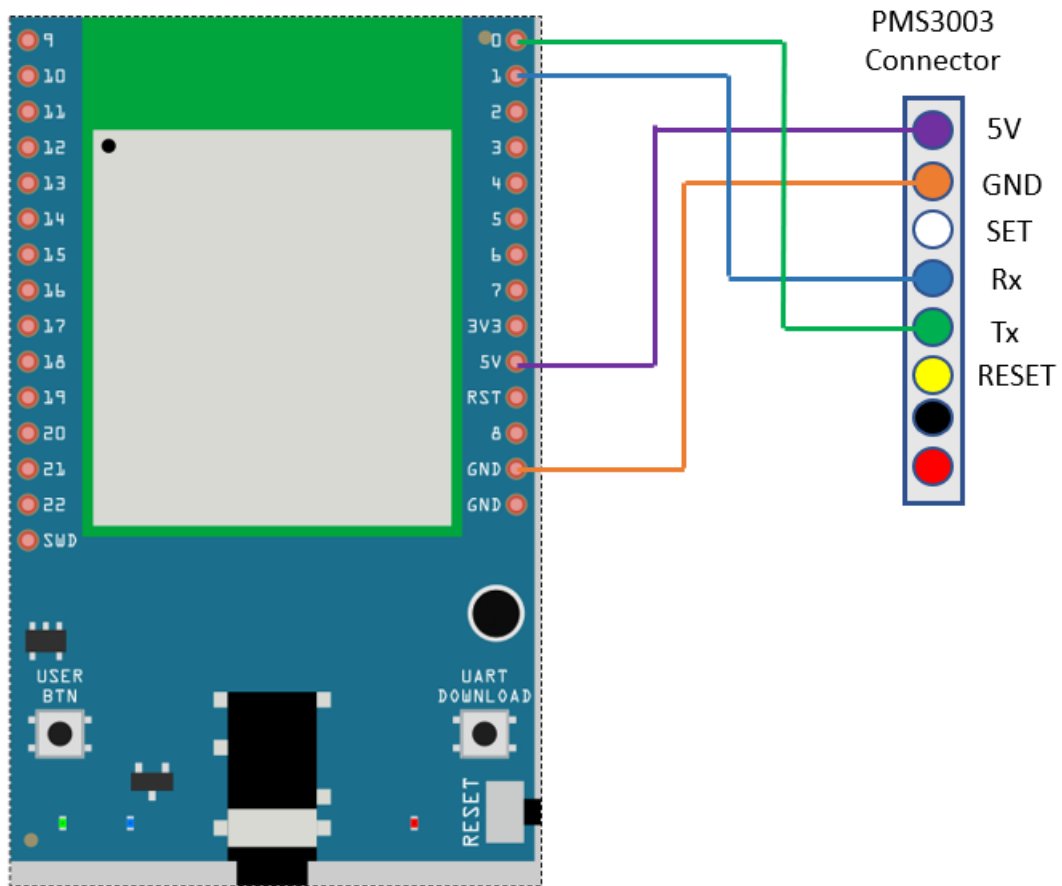 PMS3003
Connector
9
10
11
12
13
14
15
16
17
18
19
20
21
22
SWD
0
1
2
3
4
5
6
7
3V3
5V
RST
8
GND
GND
5V
GND
SET
Rx
Tx
RESET
USER
BTN
UART
DOWNLOAD
RESET